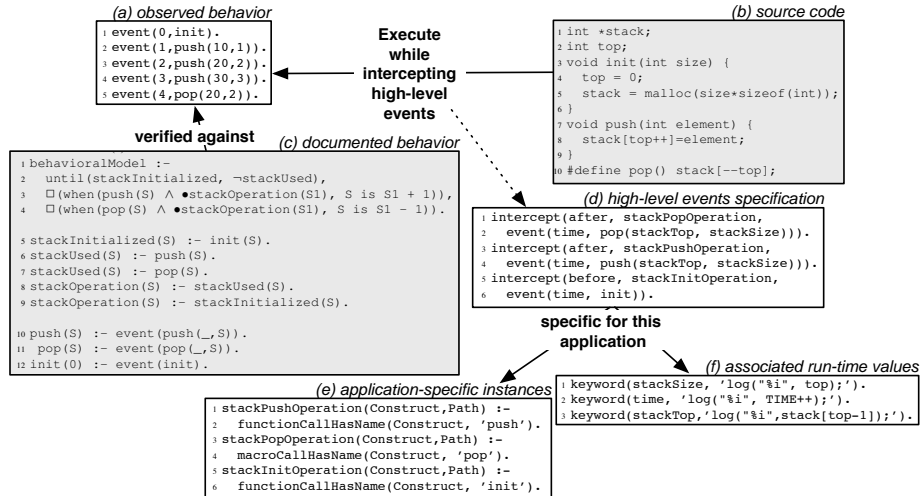 (a) observed behavior
1 event(0,init).
2 event(1,push(10,1)).
3 event(2,push(20,2)).
4 event(3,push(30,3)).
5 event(4,pop(20,2)).
Execute
while
intercepting
high-level
events
(b) source code
1 int *stack;
2 int top;
3 void init(int size) {
4 top = 0;
5 stack = malloc(size*sizeof(int));
6 }
7 void push(int element) {
8 stack[top++]=element;
9 }
10 #define pop() stack[--top];
verified against
(c) documented behavior
1 behavioralModel :-
2 until(stackInitialized, ¬stackUsed),
3 □(when(push(S) ∧ ●stackOperation(S1), S is S1 + 1)),
4 □(when(pop(S) ∧ ●stackOperation(S1), S is S1 - 1)).
5 stackInitialized(S) :- init(S).
6 stackUsed(S) :- push(S).
7 stackUsed(S) :- pop(S).
8 stackOperation(S) :- stackUsed(S).
9 stackOperation(S) :- stackInitialized(S).
10 push(S) :- event(push(_,S)).
11 pop(S) :- event(pop(_,S)).
12 init(0) :- event(init).
(d) high-level events specification
1 intercept(after, stackPopOperation,
2 event(time, pop(stackTop, stackSize))).
3 intercept(after, stackPushOperation,
4 event(time, push(stackTop, stackSize))).
5 intercept(before, stackInitOperation,
6 event(time, init)).
specific for this
application
(e) application-specific instances
1 stackPushOperation(Construct,Path) :-
2 functionCallHasName(Construct, 'push').
3 stackPopOperation(Construct,Path) :-
4 macroCallHasName(Construct, 'pop').
5 stackInitOperation(Construct,Path) :-
6 functionCallHasName(Construct, 'init').
(f) associated run-time values
1 keyword(stackSize, 'log("%i", top);').
2 keyword(time, 'log("%i", TIME++);').
3 keyword(stackTop,'log("%i",stack[top-1]);').